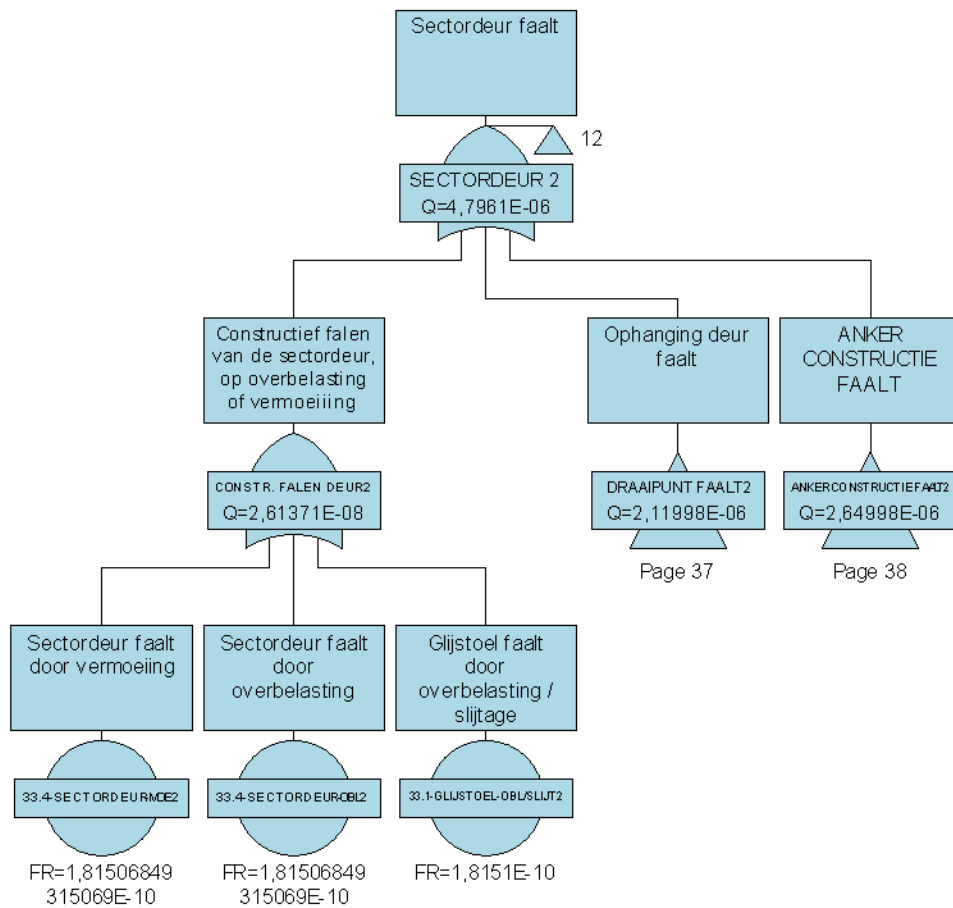 Sectordeur faalt
12
SECTORDEUR 2
Q=4,7961E-06
Constructief falen
van de sectordeur,
op overbelasting
of vermoeiiing
Ophanging deur
faalt
ANKER
CONSTRUCTIE
FAALT
CONSTR. FALEN DEUR2
Q=2,61371E-08
DRAAIPUNT FAALT2
Q=2,11998E-06
ANKERCONSTRUCTIEFAALT2
Q=2,64998E-06
Page 37
Page 38
Sectordeur faalt
door vermoeiing
Sectordeur faalt
door
overbelasting
Glijstoel faalt
door
overbelasting /
slijtage
33.4-SECTORDEUR-MOE2
33.4-SECTORDEUR-OBL2
33.1-GLIJSTOEL-OBL/SLIJT2
FR=1,81506849
315069E-10
FR=1,81506849
315069E-10
FR=1,8151E-10